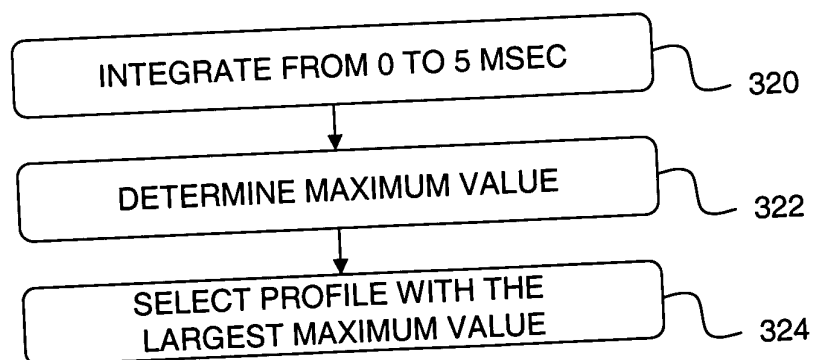 INTEGRATE FROM 0 TO 5 MSEC
320
DETERMINE MAXIMUM VALUE
322
SELECT PROFILE WITH THE
LARGEST MAXIMUM VALUE
324